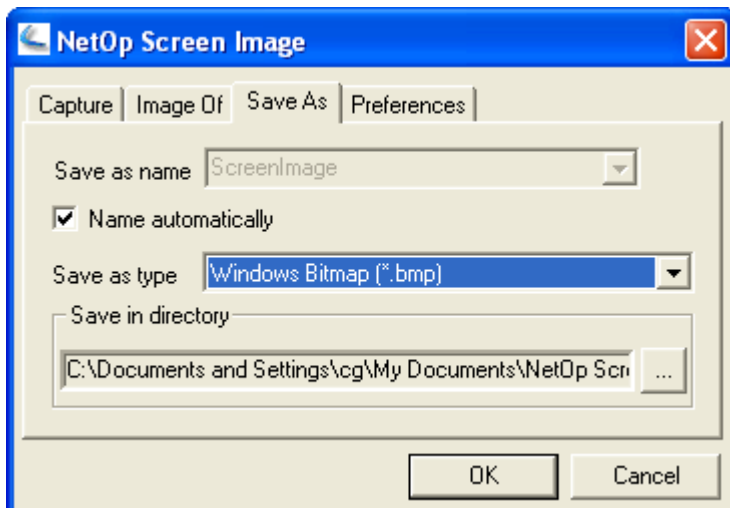 NetOp Screen Image
Capture Image Of Save As Preferences
Save as name ScreenImage
Name automatically
Save as type Windows Bitmap (*.bmp)
Save in directory
C:\Documents and Settings\cg\My Documents\NetOp Scr ...
OK Cancel